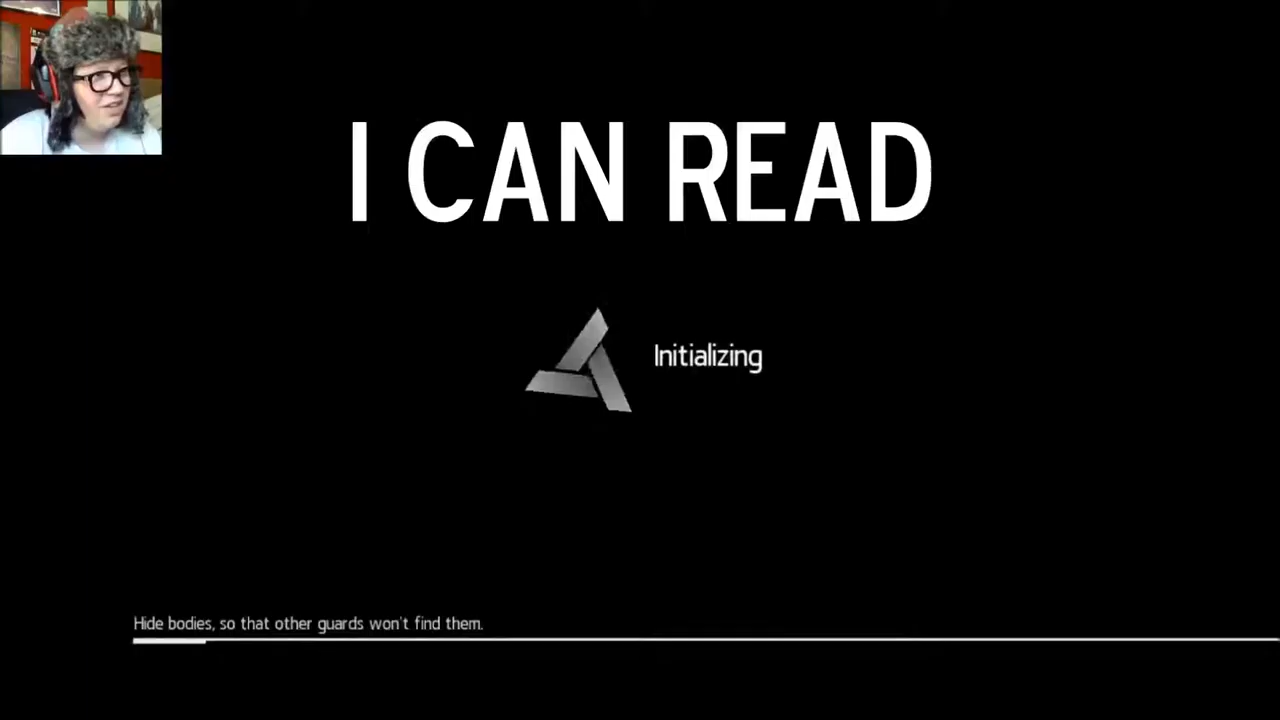 I CAN READ
Initializing
Hide bodies, so that other guards won't find them.